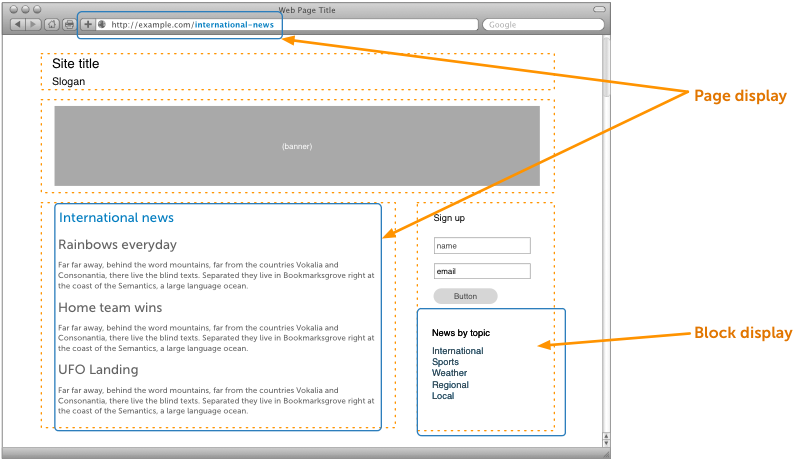 Web Page Title
http://example.com/international-news
Google
Site title
Slogan
(banner)
International news
Rainbows everyday
Far far away, behind the word mountains, far from the countries Vokalia and
Consonantia, there live the blind texts. Separated they live in Bookmarksgrove right at
the coast of the Semantics, a large language ocean.
Home team wins
Far far away, behind the word mountains, far from the countries Vokalia and
Consonantia, there live the blind texts. Separated they live in Bookmarksgrove right at
the coast of the Semantics, a large language ocean.
UFO Landing
Far far away, behind the word mountains, far from the countries Vokalia and
Consonantia, there live the blind texts. Separated they live in Bookmarksgrove right at
the coast of the Semantics, a large language ocean.
Sign up
name
email
Button
News by topic
International
Sports
Weather
Regional
Local
Page display
Block display